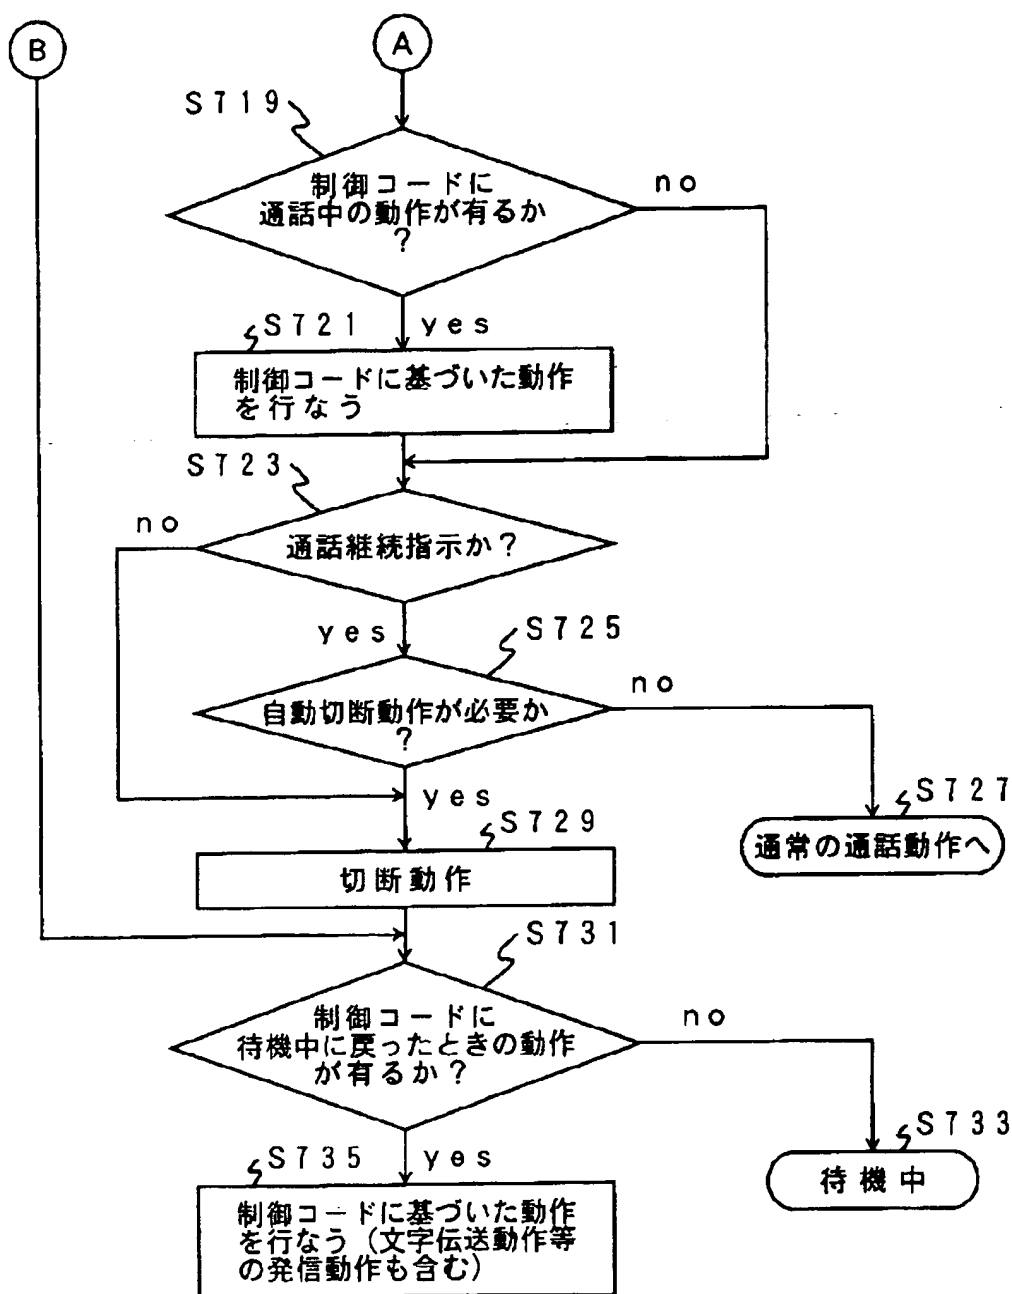 B
A
S719
制御コードに
通話中の動作が有るか
?
no
S721
yes
制御コードに基づいた動作
を行なう
S723
no
通話継続指示か?
yes
S725
自動切断動作が必要か
?
no
yes
S727
通常の通話動作へ
S729
切断動作
S731
制御コードに
待機中に戻ったときの動作
が有るか?
no
S733
待機中
S735
yes
制御コードに基づいた動作
を行なう(文字伝送動作等
の発信動作も含む)